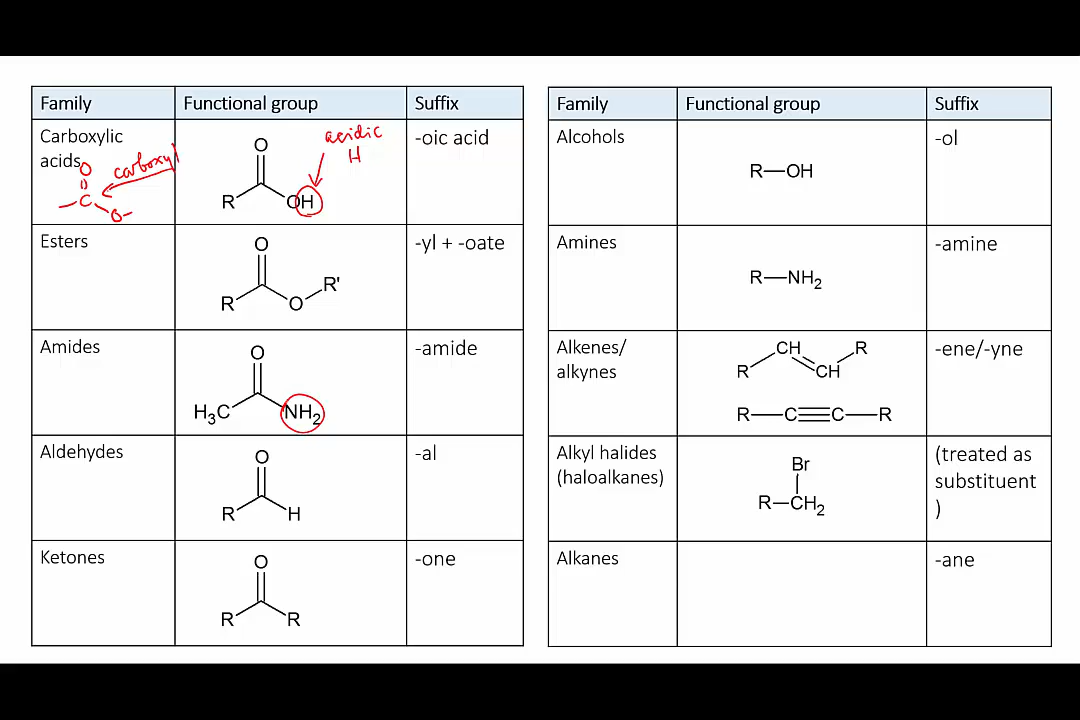 Family Functional group Suffix
Carboxylic
acids
-oic acid
O
C
O
carboxyl
acidic
H
O
R
OH
Esters
-yl + -oate
O
R
O
R'
Amides
-amide
O
H3C
NH2
Aldehydes
-al
O
R
H
Ketones
-one
O
R
R
Family Functional group Suffix
Alcohols
-ol
R—OH
Amines
-amine
R—NH2
Alkenes/
alkynes
-ene/-yne
CH R
R CH
R—C≡C—R
Alkyl halides
(haloalkanes)
(treated as
substituent
)
Br
R—CH2
Alkanes
-ane